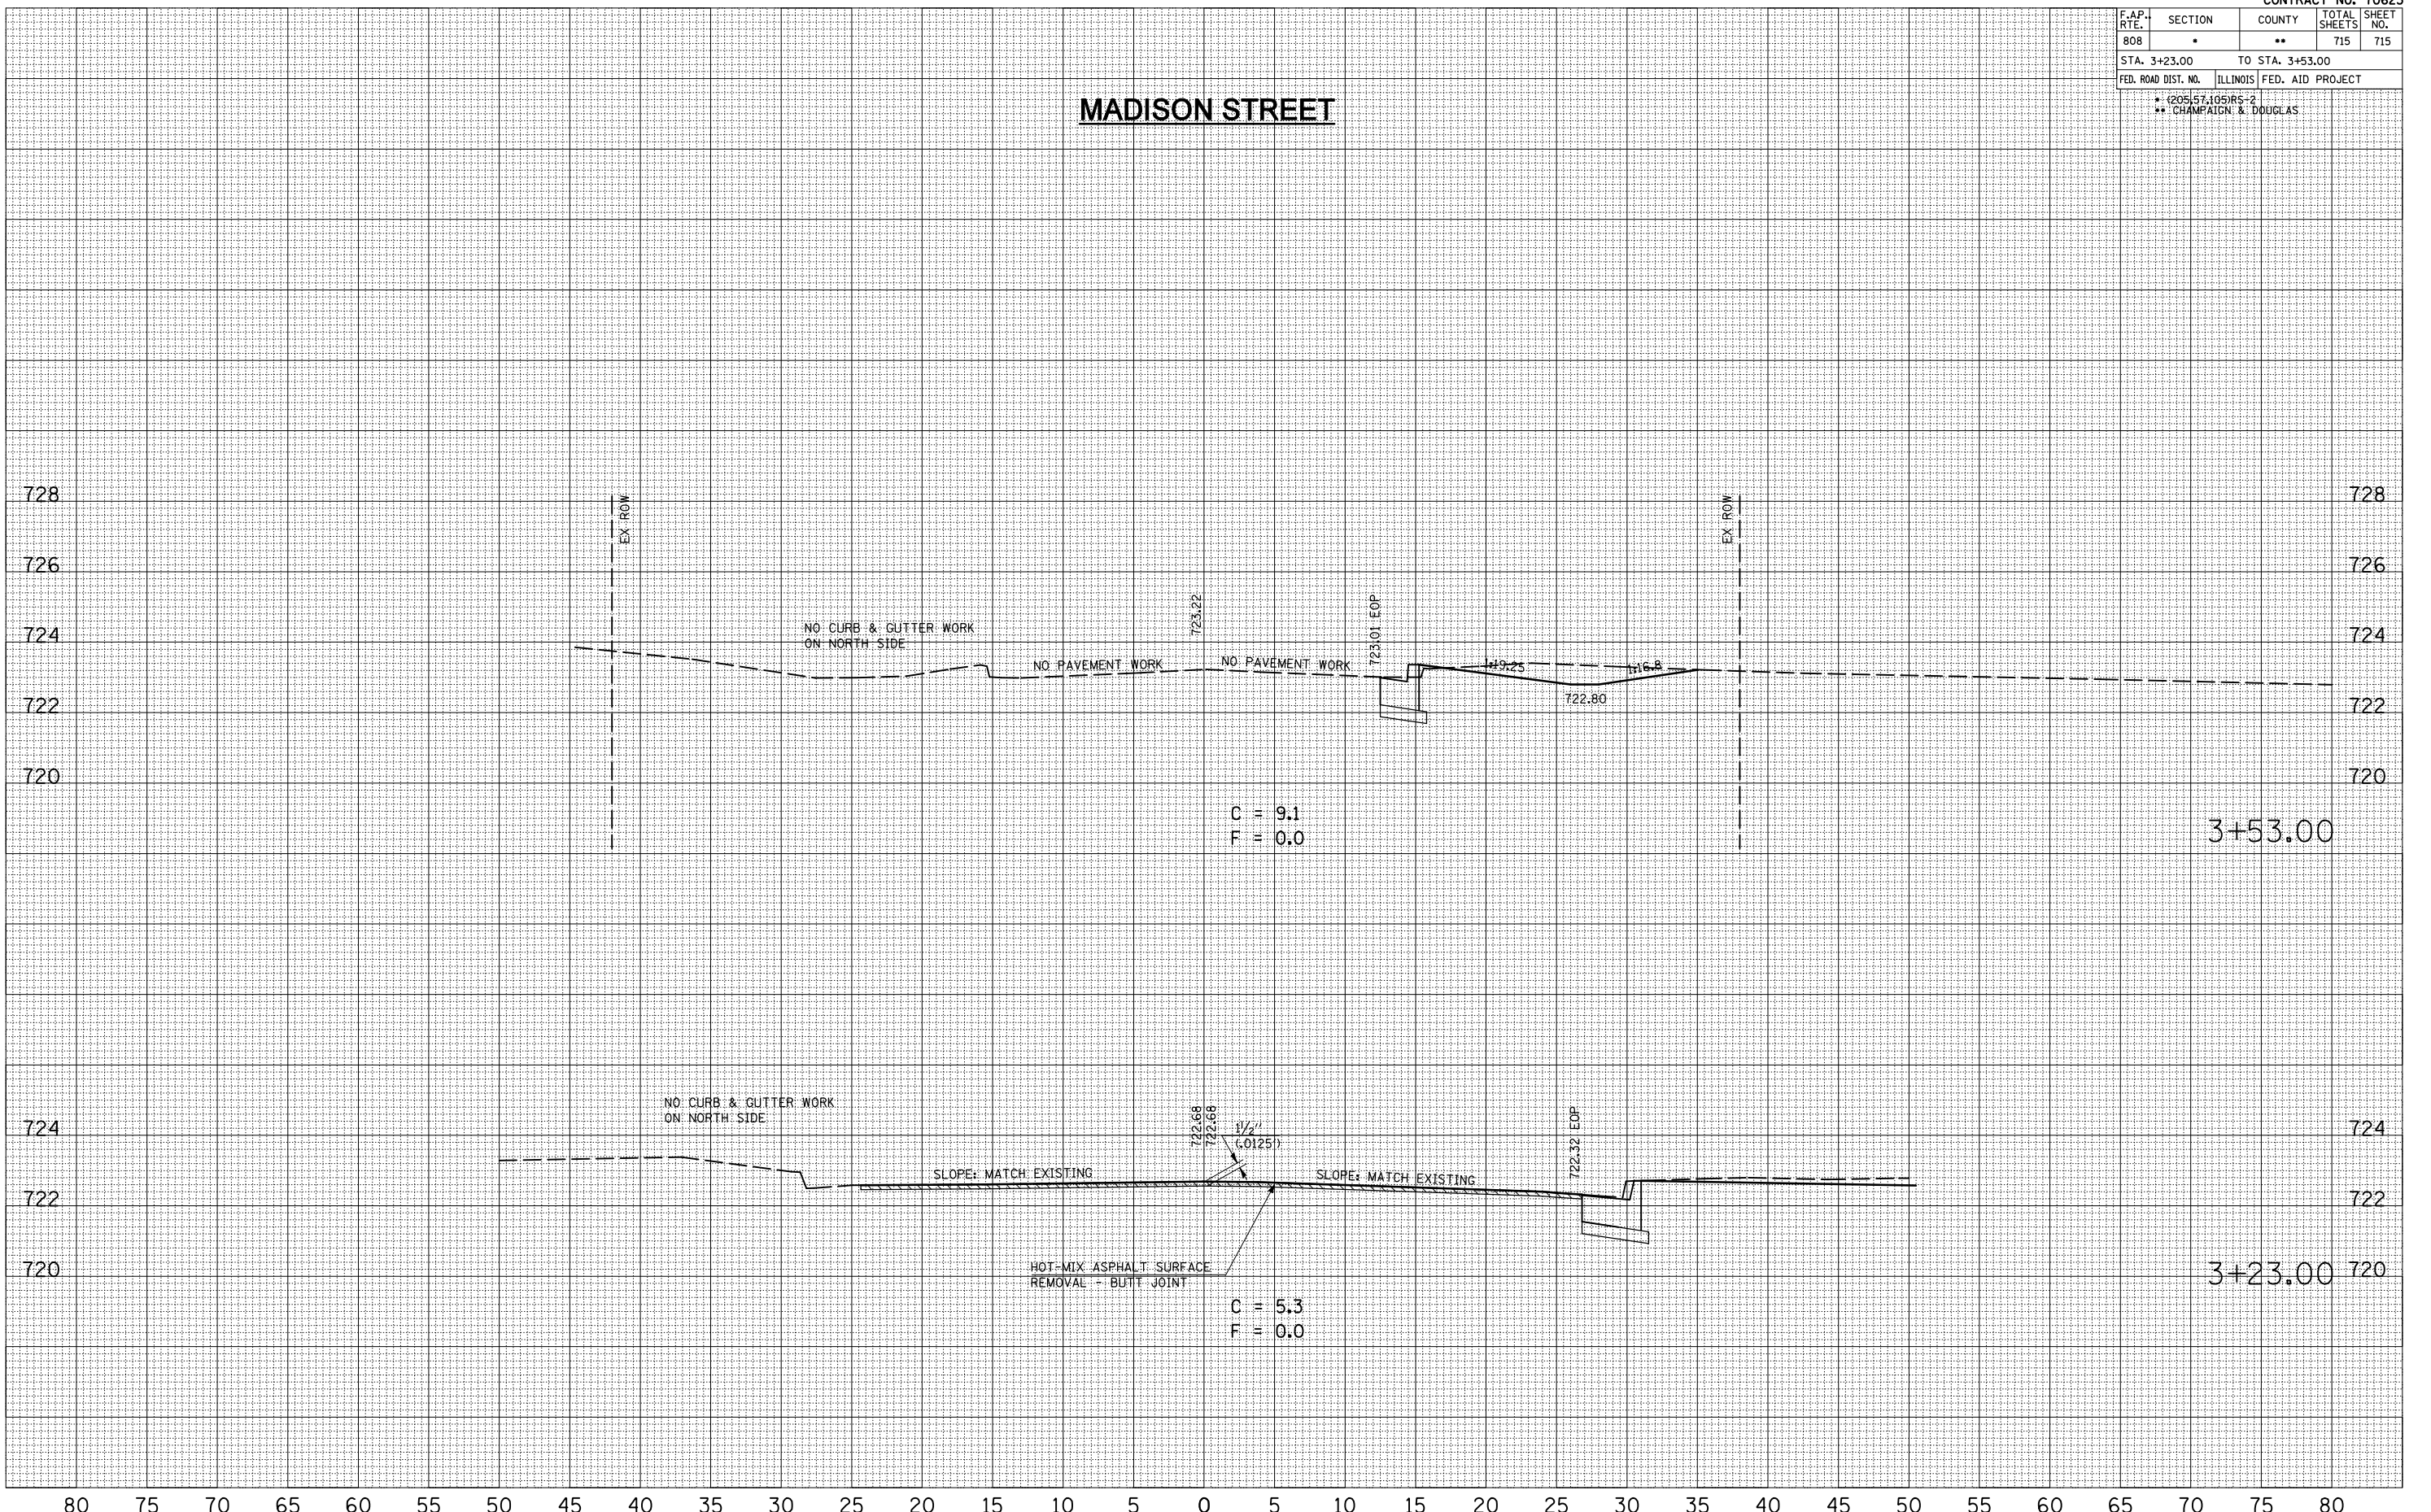 F.A.P. RTE. SECTION COUNTY TOTAL SHEETS SHEET NO.
808 * ** 715 715
STA. 3+23.00 TO STA. 3+53.00
FED. ROAD DIST. NO. ILLINOIS FED. AID PROJECT
* (205,57,105)RS-2
** CHAMPAIGN & DOUGLAS
MADISON STREET
728 728
726 726
724 724
722 722
720 720
EX ROW
EX ROW
NO CURB & GUTTER WORK
ON NORTH SIDE
723.22
723.01 EOP
NO PAVEMENT WORK
NO PAVEMENT WORK
1:19.25
1:16.8
722.80
C = 9.1
F = 0.0
3+53.00
NO CURB & GUTTER WORK
ON NORTH SIDE
724 724
722 722
720 720
722.68
722.68
1 1/2"
(.0125')
722.32 EOP
SLOPE: MATCH EXISTING
SLOPE: MATCH EXISTING
HOT-MIX ASPHALT SURFACE
REMOVAL - BUTT JOINT
3+23.00
C = 5.3
F = 0.0
80 75 70 65 60 55 50 45 40 35 30 25 20 15 10 5 0 5 10 15 20 25 30 35 40 45 50 55 60 65 70 75 80